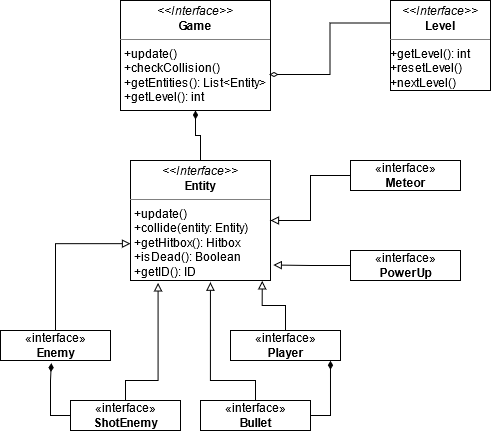 <<Interface>>
Game
+update()
+checkCollision()
+getEntities(): List<Entity>
+getLevel(): int
<<Interface>>
Level
+getLevel(): int
+resetLevel()
+nextLevel()
<<Interface>>
Entity
+update()
+collide(entity: Entity)
+getHitbox(): Hitbox
+isDead(): Boolean
+getID(): ID
«interface»
Meteor
«interface»
PowerUp
«interface»
Enemy
«interface»
Player
«interface»
ShotEnemy
«interface»
Bullet